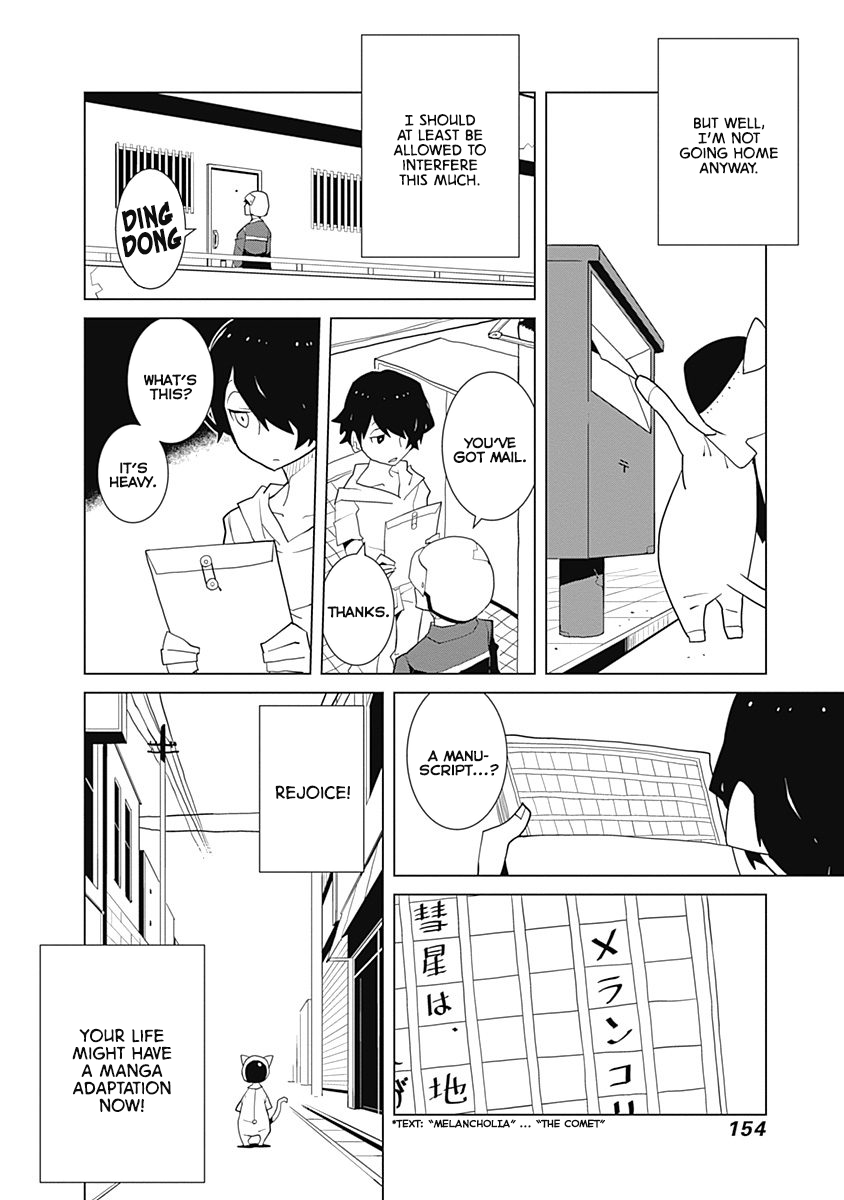 BUT WELL,
I'M NOT
GOING HOME
ANYWAY.
〒
I SHOULD
AT LEAST BE
ALLOWED TO
INTERFERE
THIS MUCH.
DING
DONG
YOU'VE
GOT MAIL.
THANKS.
WHAT'S
THIS?
IT'S
HEAVY.
A MANU-
SCRIPT...?
メランコリ
彗星は、地
*TEXT: "MELANCHOLIA" ... "THE COMET"
154
REJOICE!
YOUR LIFE
MIGHT HAVE
A MANGA
ADAPTATION
NOW!